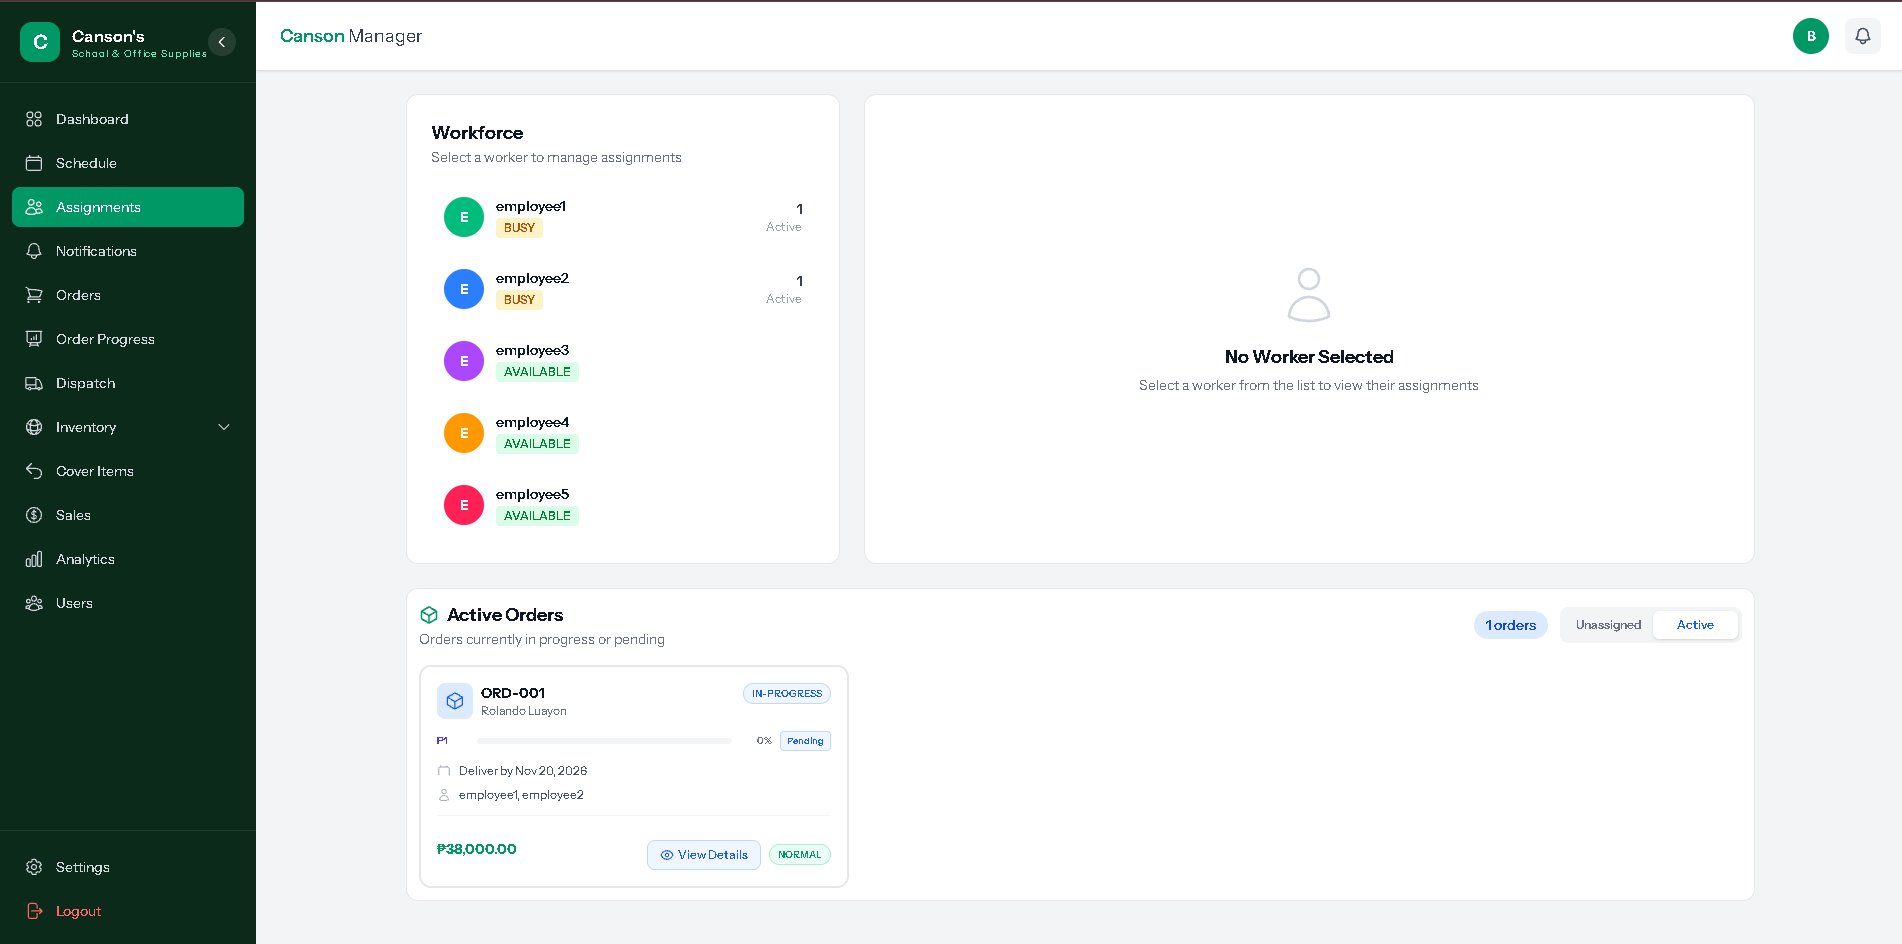 C
Canson's
School & Office Supplies
Dashboard
Schedule
Assignments
Notifications
Orders
Order Progress
Dispatch
Inventory
Cover Items
Sales
Analytics
Users
Settings
Logout
Canson Manager
B
Workforce
Select a worker to manage assignments
E
employee1
BUSY
1
Active
E
employee2
BUSY
1
Active
E
employee3
AVAILABLE
E
employee4
AVAILABLE
E
employee5
AVAILABLE
No Worker Selected
Select a worker from the list to view their assignments
Active Orders
Orders currently in progress or pending
1 orders
Unassigned
Active
ORD-001
Rolando Luayon
IN-PROGRESS
P1
0%
Pending
Deliver by Nov 20, 2026
employee1, employee2
₱38,000.00
View Details
NORMAL